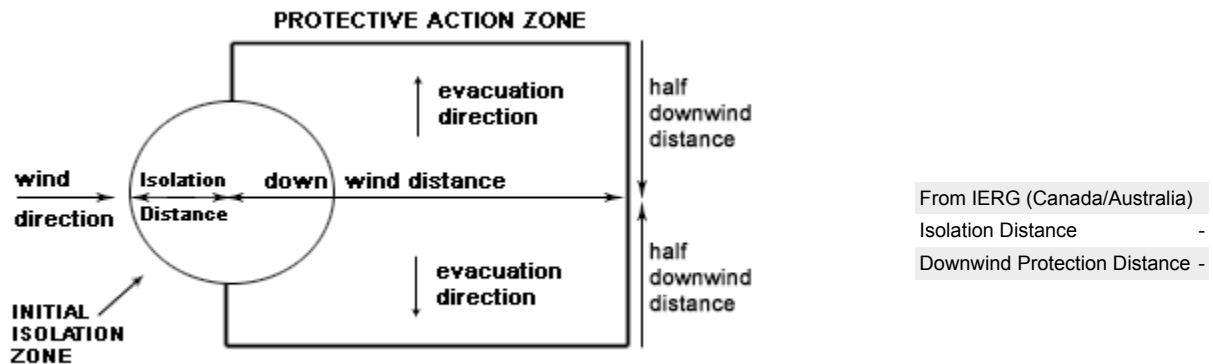 PROTECTIVE ACTION ZONE
evacuation
direction
half
downwind
distance
wind
direction
Isolation
Distance
down wind distance
evacuation
direction
half
downwind
distance
INITIAL
ISOLATION
ZONE
From IERG (Canada/Australia)
Isolation Distance -
Downwind Protection Distance -